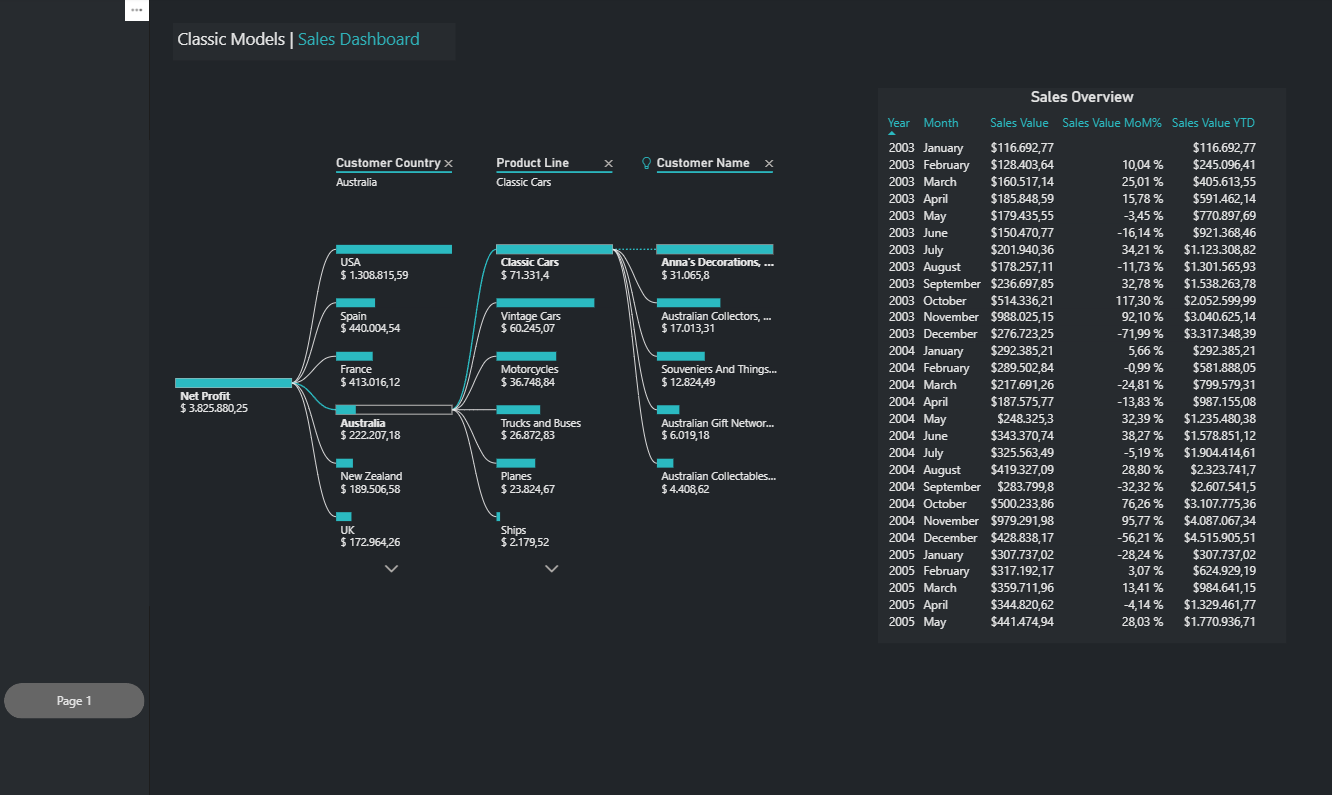 Classic Models | Sales Dashboard
Customer Country
Australia
Product Line
Classic Cars
Customer Name
Net Profit
$ 3.825.880,25
USA
$ 1.308.815,59
Spain
$ 440.004,54
France
$ 413.016,12
Australia
$ 222.207,18
New Zealand
$ 189.506,58
UK
$ 172.964,26
Classic Cars
$ 71.331,4
Vintage Cars
$ 60.245,07
Motorcycles
$ 36.748,84
Trucks and Buses
$ 26.872,83
Planes
$ 23.824,67
Ships
$ 2.179,52
Anna's Decorations, ...
$ 31.065,8
Australian Collectors, ...
$ 17.013,31
Souveniers And Things...
$ 12.824,49
Australian Gift Networ...
$ 6.019,18
Australian Collectables...
$ 4.408,62
Sales Overview
Year Month Sales Value Sales Value MoM% Sales Value YTD
2003 January $116.692,77 $116.692,77
2003 February $128.403,64 10,04 % $245.096,41
2003 March $160.517,14 25,01 % $405.613,55
2003 April $185.848,59 15,78 % $591.462,14
2003 May $179.435,55 -3,45 % $770.897,69
2003 June $150.470,77 -16,14 % $921.368,46
2003 July $201.940,36 34,21 % $1.123.308,82
2003 August $178.257,11 -11,73 % $1.301.565,93
2003 September $236.697,85 32,78 % $1.538.263,78
2003 October $514.336,21 117,30 % $2.052.599,99
2003 November $988.025,15 92,10 % $3.040.625,14
2003 December $276.723,25 -71,99 % $3.317.348,39
2004 January $292.385,21 5,66 % $292.385,21
2004 February $289.502,84 -0,99 % $581.888,05
2004 March $217.691,26 -24,81 % $799.579,31
2004 April $187.575,77 -13,83 % $987.155,08
2004 May $248.325,3 32,39 % $1.235.480,38
2004 June $343.370,74 38,27 % $1.578.851,12
2004 July $325.563,49 -5,19 % $1.904.414,61
2004 August $419.327,09 28,80 % $2.323.741,7
2004 September $283.799,8 -32,32 % $2.607.541,5
2004 October $500.233,86 76,26 % $3.107.775,36
2004 November $979.291,98 95,77 % $4.087.067,34
2004 December $428.838,17 -56,21 % $4.515.905,51
2005 January $307.737,02 -28,24 % $307.737,02
2005 February $317.192,17 3,07 % $624.929,19
2005 March $359.711,96 13,41 % $984.641,15
2005 April $344.820,62 -4,14 % $1.329.461,77
2005 May $441.474,94 28,03 % $1.770.936,71
Page 1